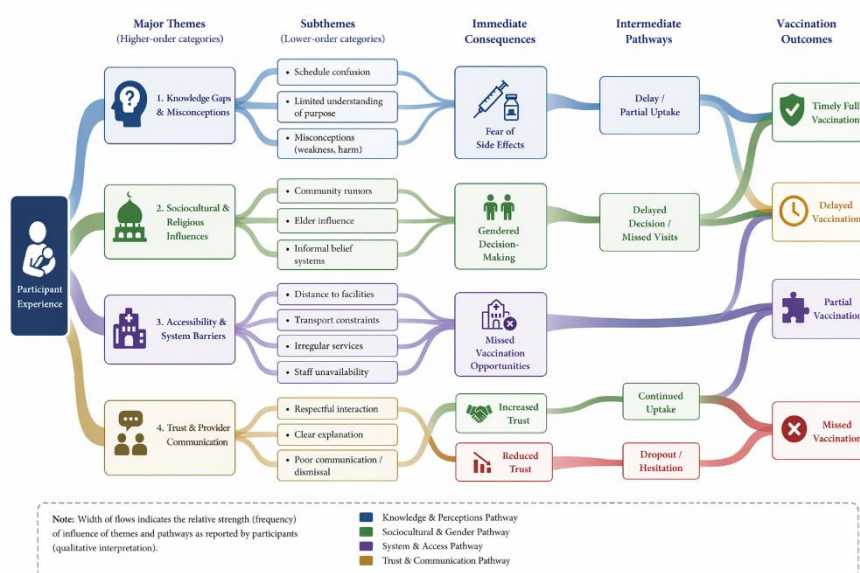 Major Themes
(Higher-order categories)
Subthemes
(Lower-order categories)
Immediate
Consequences
Intermediate
Pathways
Vaccination
Outcomes
Participant
Experience
1. Knowledge Gaps
& Misconceptions
• Schedule confusion
• Limited understanding
of purpose
• Misconceptions
(weakness, harm)
Fear of
Side Effects
Delay /
Partial Uptake
Timely Full
Vaccination
2. Sociocultural &
Religious
Influences
• Community rumors
• Elder influence
• Informal belief
systems
Gendered
Decision-
Making
Delayed
Decision /
Missed Visits
Delayed
Vaccination
3. Accessibility &
System Barriers
• Distance to facilities
• Transport constraints
• Irregular services
• Staff unavailability
Missed
Vaccination
Opportunities
Partial
Vaccination
4. Trust & Provider
Communication
• Respectful interaction
• Clear explanation
• Poor communication /
dismissal
Increased
Trust
Reduced
Trust
Continued
Uptake
Dropout /
Hesitation
Missed
Vaccination
Note: Width of flows indicates the relative strength (frequency)
of influence of themes and pathways as reported by participants
(qualitative interpretation).
Knowledge & Perceptions Pathway
Sociocultural & Gender Pathway
System & Access Pathway
Trust & Communication Pathway